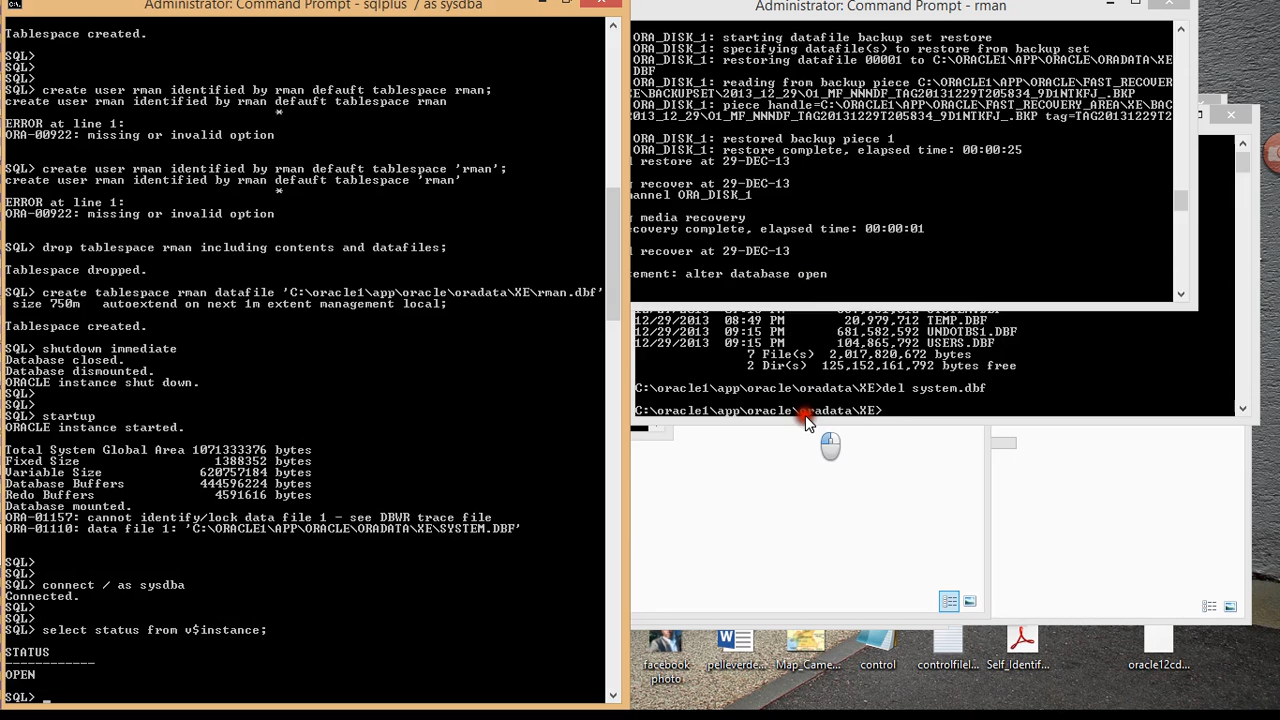 Administrator: Command Prompt - sqlplus / as sysdba
Tablespace created.
SQL>
SQL>
SQL>
SQL> create user rman identified by rman defauft tablespace rman;
create user rman identified by rman defauft tablespace rman
*
ERROR at line 1:
ORA-00922: missing or invalid option
SQL> create user rman identified by rman defauft tablespace 'rman';
create user rman identified by rman defauft tablespace 'rman'
*
ERROR at line 1:
ORA-00922: missing or invalid option
SQL> drop tablespace rman including contents and datafiles;
Tablespace dropped.
SQL> create tablespace rman datafile 'C:\oracle1\app\oracle\oradata\XE\rman.dbf'
size 750m autoextend on next 1m extent management local;
Tablespace created.
SQL> shutdown immediate
Database closed.
Database dismounted.
ORACLE instance shut down.
SQL>
SQL>
SQL> startup
ORACLE instance started.
Total System Global Area 1071333376 bytes
Fixed Size 1388352 bytes
Variable Size 620757184 bytes
Database Buffers 444596224 bytes
Redo Buffers 4591616 bytes
Database mounted.
ORA-01157: cannot identify/lock data file 1 - see DBWR trace file
ORA-01110: data file 1: 'C:\ORACLE1\APP\ORACLE\ORADATA\XE\SYSTEM.DBF'
SQL>
SQL>
SQL> connect / as sysdba
Connected.
SQL>
SQL>
SQL> select status from v$instance;
STATUS
------------
OPEN
SQL>
Administrator: Command Prompt - rman
ORA_DISK_1: starting datafile backup set restore
ORA_DISK_1: specifying datafile(s) to restore from backup set
ORA_DISK_1: restoring datafile 00001 to C:\ORACLE1\APP\ORACLE\ORADATA\XE
DBF
ORA_DISK_1: reading from backup piece C:\ORACLE1\APP\ORACLE\FAST_RECOVER
E\BACKUPSET\2013_12_29\O1_MF_NNNDF_TAG20131229T205834_9D1NTKFJ_.BKP
ORA_DISK_1: piece handle=C:\ORACLE1\APP\ORACLE\FAST_RECOVERY_AREA\XE\BAC
2013_12_29\O1_MF_NNNDF_TAG20131229T205834_9D1NTKFJ_.BKP tag=TAG20131229T2
ORA_DISK_1: restored backup piece 1
ORA_DISK_1: restore complete, elapsed time: 00:00:25
d restore at 29-DEC-13
g recover at 29-DEC-13
hannel ORA_DISK_1
g media recovery
ecovery complete, elapsed time: 00:00:01
d recover at 29-DEC-13
tement: alter database open
12/29/2013 08:49 PM 20,979,712 TEMP.DBF
12/29/2013 09:15 PM 681,582,592 UNDOTBS1.DBF
12/29/2013 09:15 PM 104,865,792 USERS.DBF
7 File(s) 2,017,820,672 bytes
2 Dir(s) 125,152,161,792 bytes free
C:\oracle1\app\oracle\oradata\XE>del system.dbf
C:\oracle1\app\oracle\oradata\XE>
facebook photo
pelleverde...
Map_Came...
control
controlfilel...
Self_Identif...
oracle12cd...